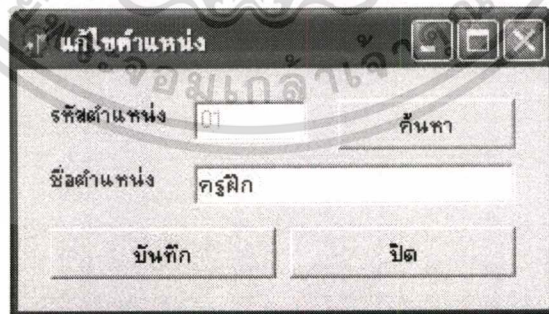 แก้ไขตำแหน่ง
รหัสตำแหน่ง 01 ค้นหา
ชื่อตำแหน่ง ครูฝึก
บันทึก ปิด